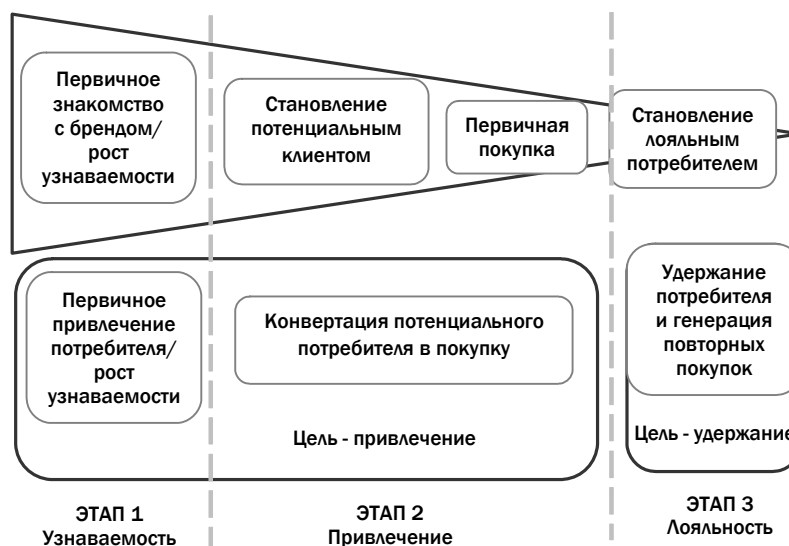 Первичное
знакомство
с брендом/
рост
узнаваемости
Становление
потенциальным
клиентом
Первичная
покупка
Становление
лояльным
потребителем
Первичное
привлечение
потребителя/
рост
узнаваемости
Конвертация потенциального
потребителя в покупку
Цель - привлечение
Удержание
потребителя
и генерация
повторных
покупок
Цель - удержание
ЭТАП 1
Узнаваемость
ЭТАП 2
Привлечение
ЭТАП 3
Лояльность